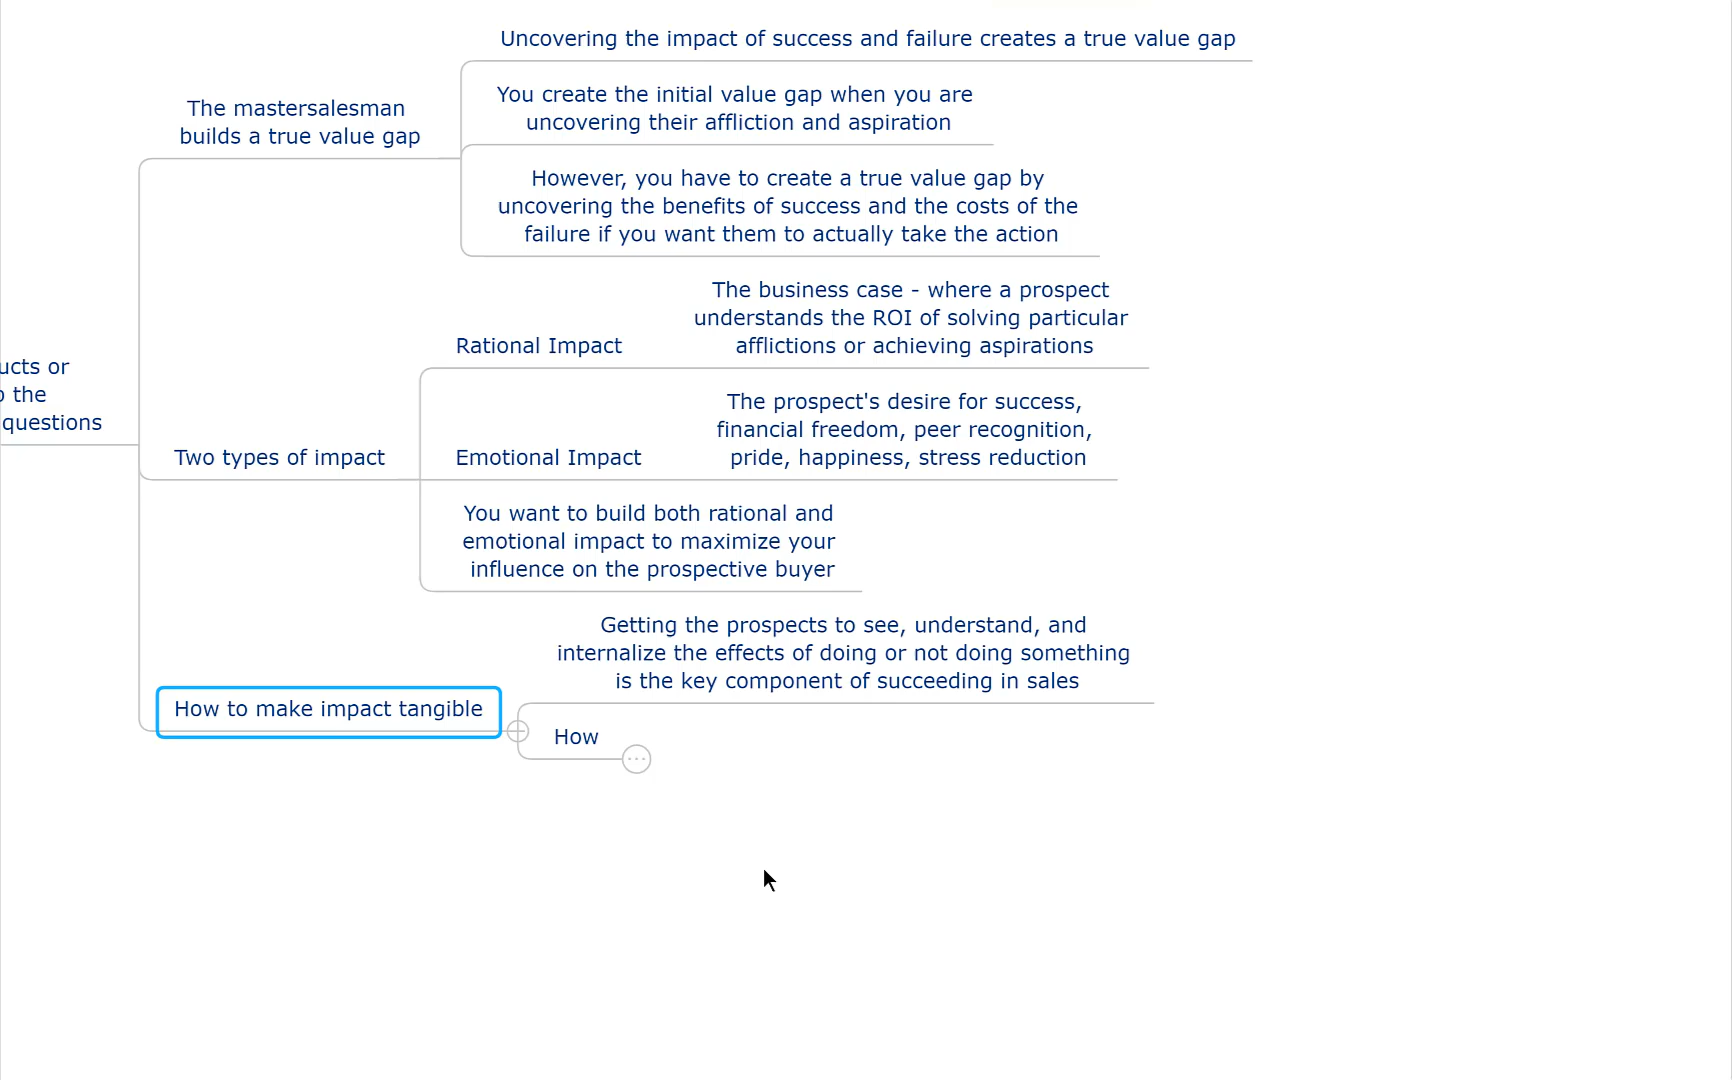 Uncovering the impact of success and failure creates a true value gap
The mastersalesman
builds a true value gap
You create the initial value gap when you are
uncovering their affliction and aspiration
However, you have to create a true value gap by
uncovering the benefits of success and the costs of the
failure if you want them to actually take the action
The business case - where a prospect
understands the ROI of solving particular
afflictions or achieving aspirations
Rational Impact
the
questions
The prospect's desire for success,
financial freedom, peer recognition,
pride, happiness, stress reduction
Two types of impact
Emotional Impact
You want to build both rational and
emotional impact to maximize your
influence on the prospective buyer
Getting the prospects to see, understand, and
internalize the effects of doing or not doing something
is the key component of succeeding in sales
How to make impact tangible
How